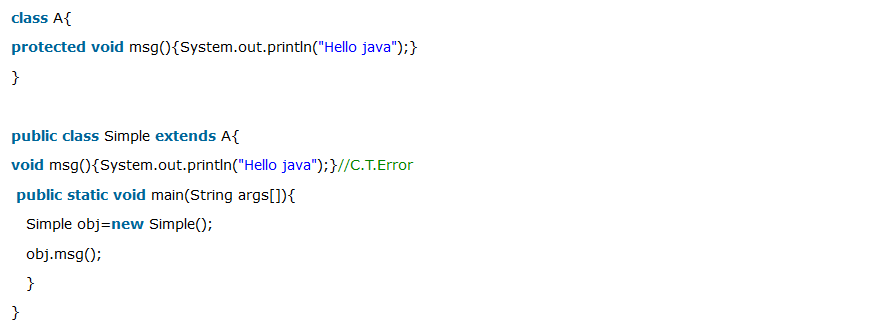 class A{
protected void msg(){System.out.println("Hello java");}
}
public class Simple extends A{
void msg(){System.out.println("Hello java");}//C.T.Error
public static void main(String args[]){
Simple obj=new Simple();
obj.msg();
}
}